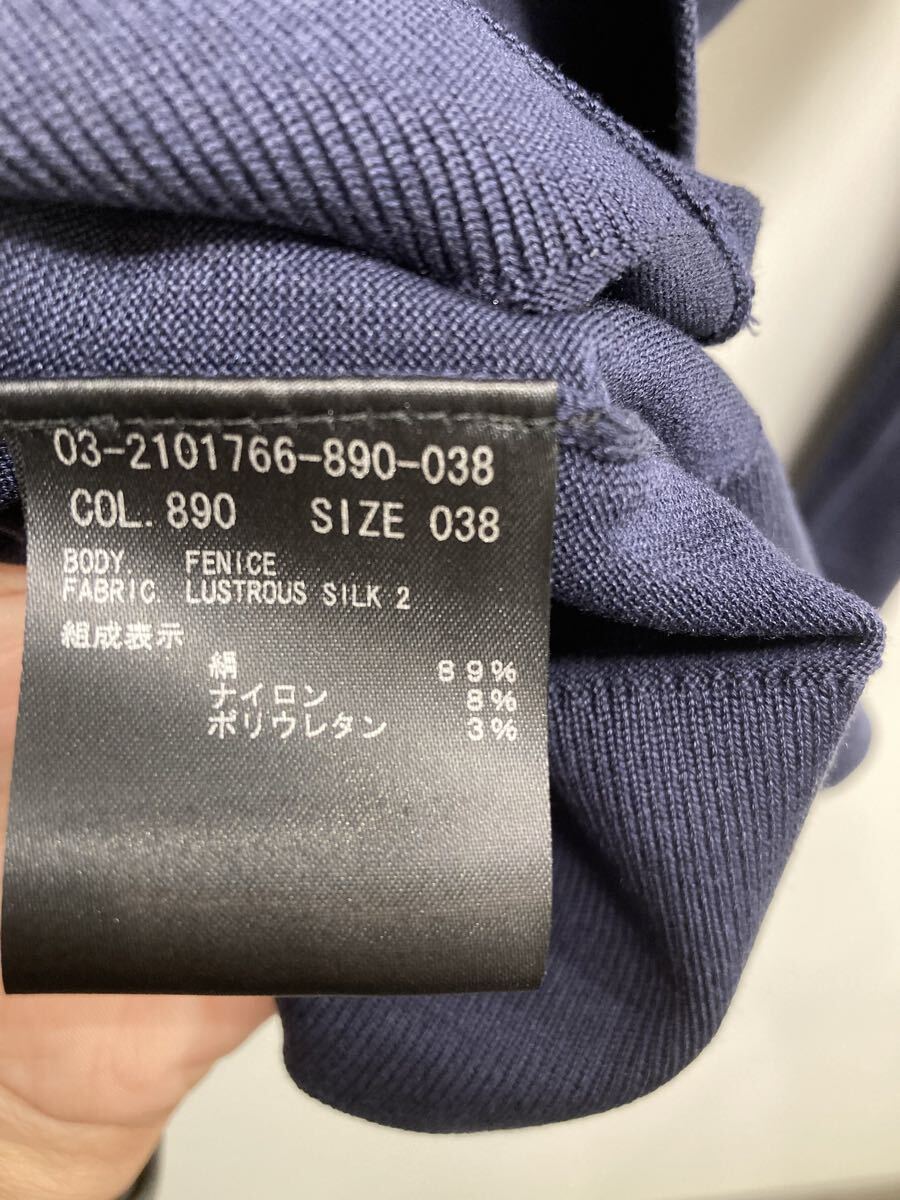 03-2101766-890-038
COL. 890 SIZE 038
BODY. FENICE
FABRIC. LUSTROUS SILK 2
組成表示
絹 89%
ナイロン 8%
ポリウレタン 3%